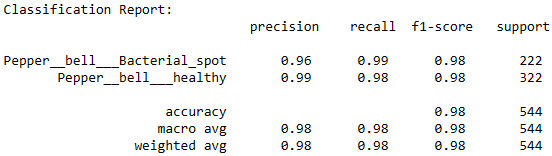 Classification Report:
precision recall f1-score support
Pepper__bell___Bacterial_spot 0.96 0.99 0.98 222
Pepper__bell___healthy 0.99 0.98 0.98 322
accuracy 0.98 544
macro avg 0.98 0.98 0.98 544
weighted avg 0.98 0.98 0.98 544